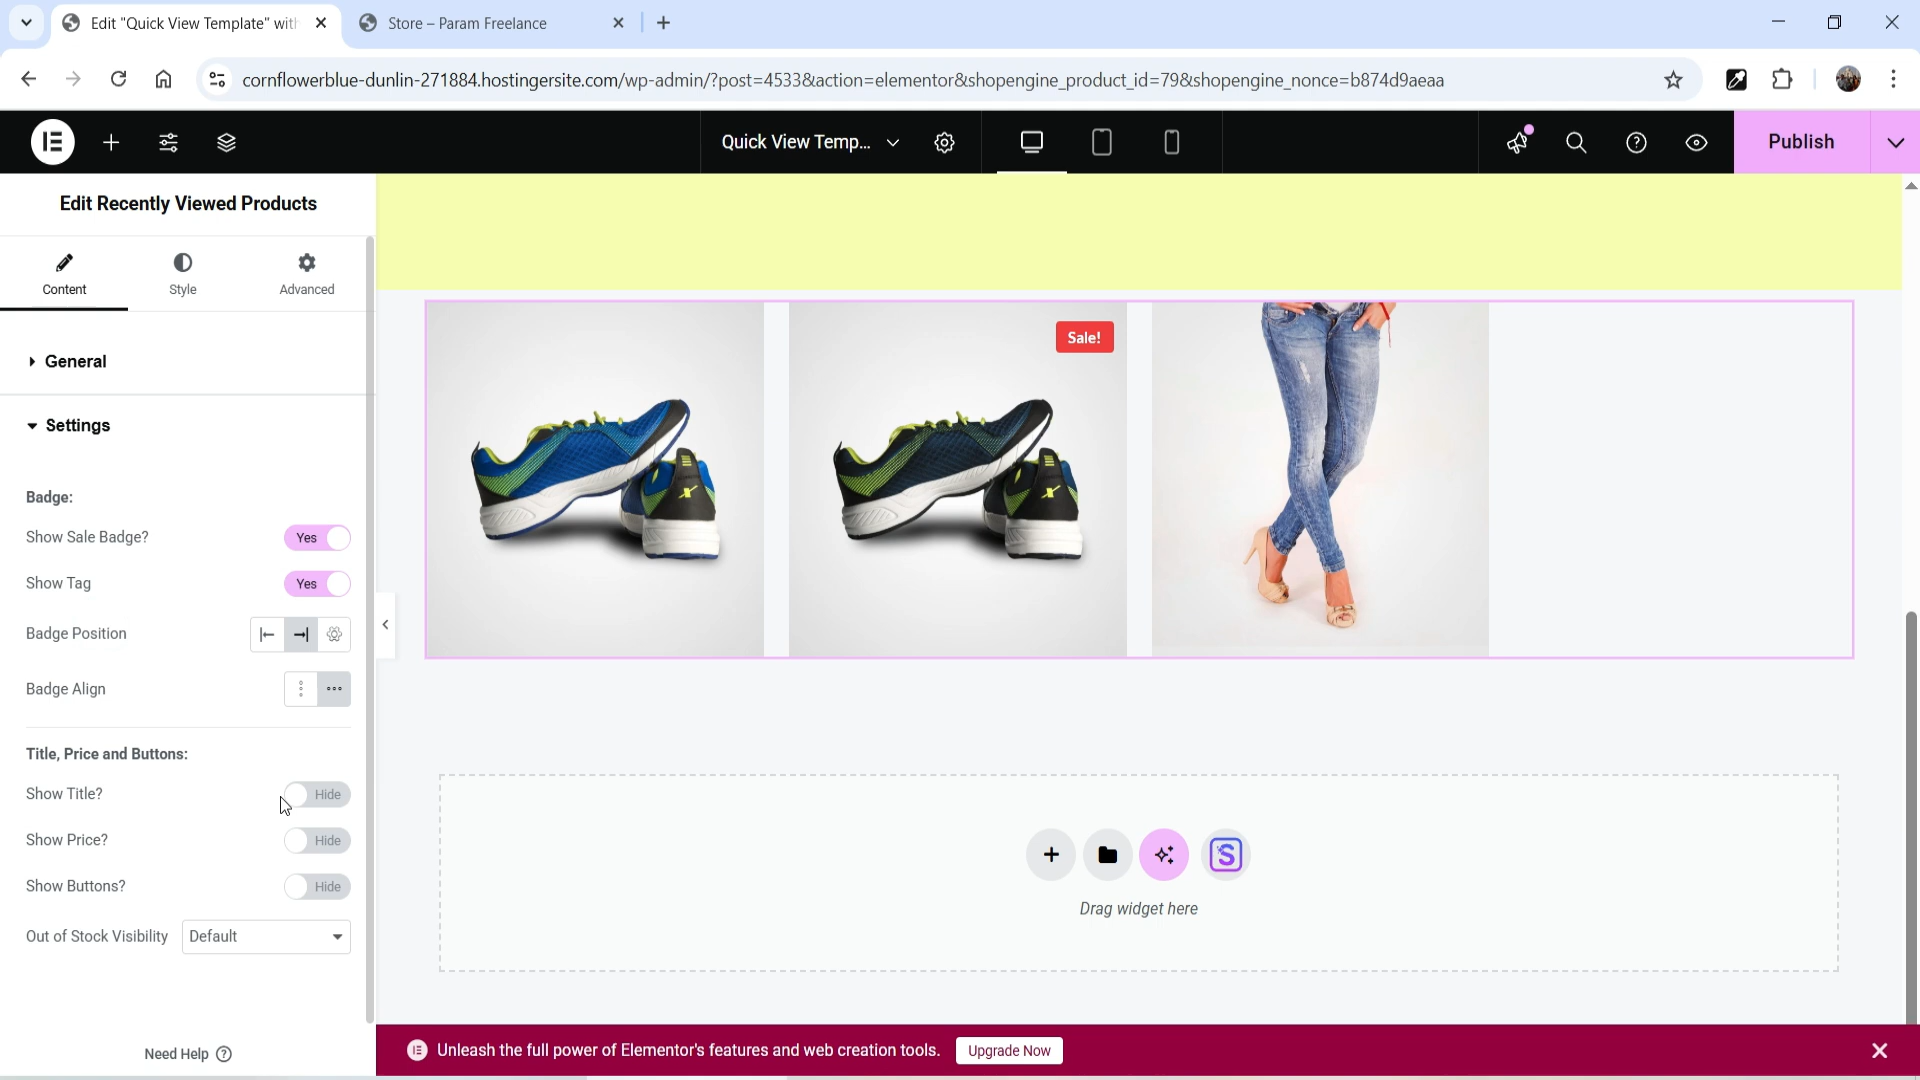 Edit "Quick View Template" with
Store – Param Freelance
cornflowerblue-dunlin-271884.hostingersite.com/wp-admin/?post=4533&action=elementor&shopengine_product_id=79&shopengine_nonce=b874d9aeaa
Quick View Temp...
Publish
Edit Recently Viewed Products
Content
Style
Advanced
General
Settings
Badge:
Show Sale Badge?
Yes
Show Tag
Yes
Badge Position
Badge Align
Title, Price and Buttons:
Show Title?
Hide
Show Price?
Hide
Show Buttons?
Hide
Out of Stock Visibility
Default
Need Help
Sale!
Drag widget here
Unleash the full power of Elementor's features and web creation tools.
Upgrade Now